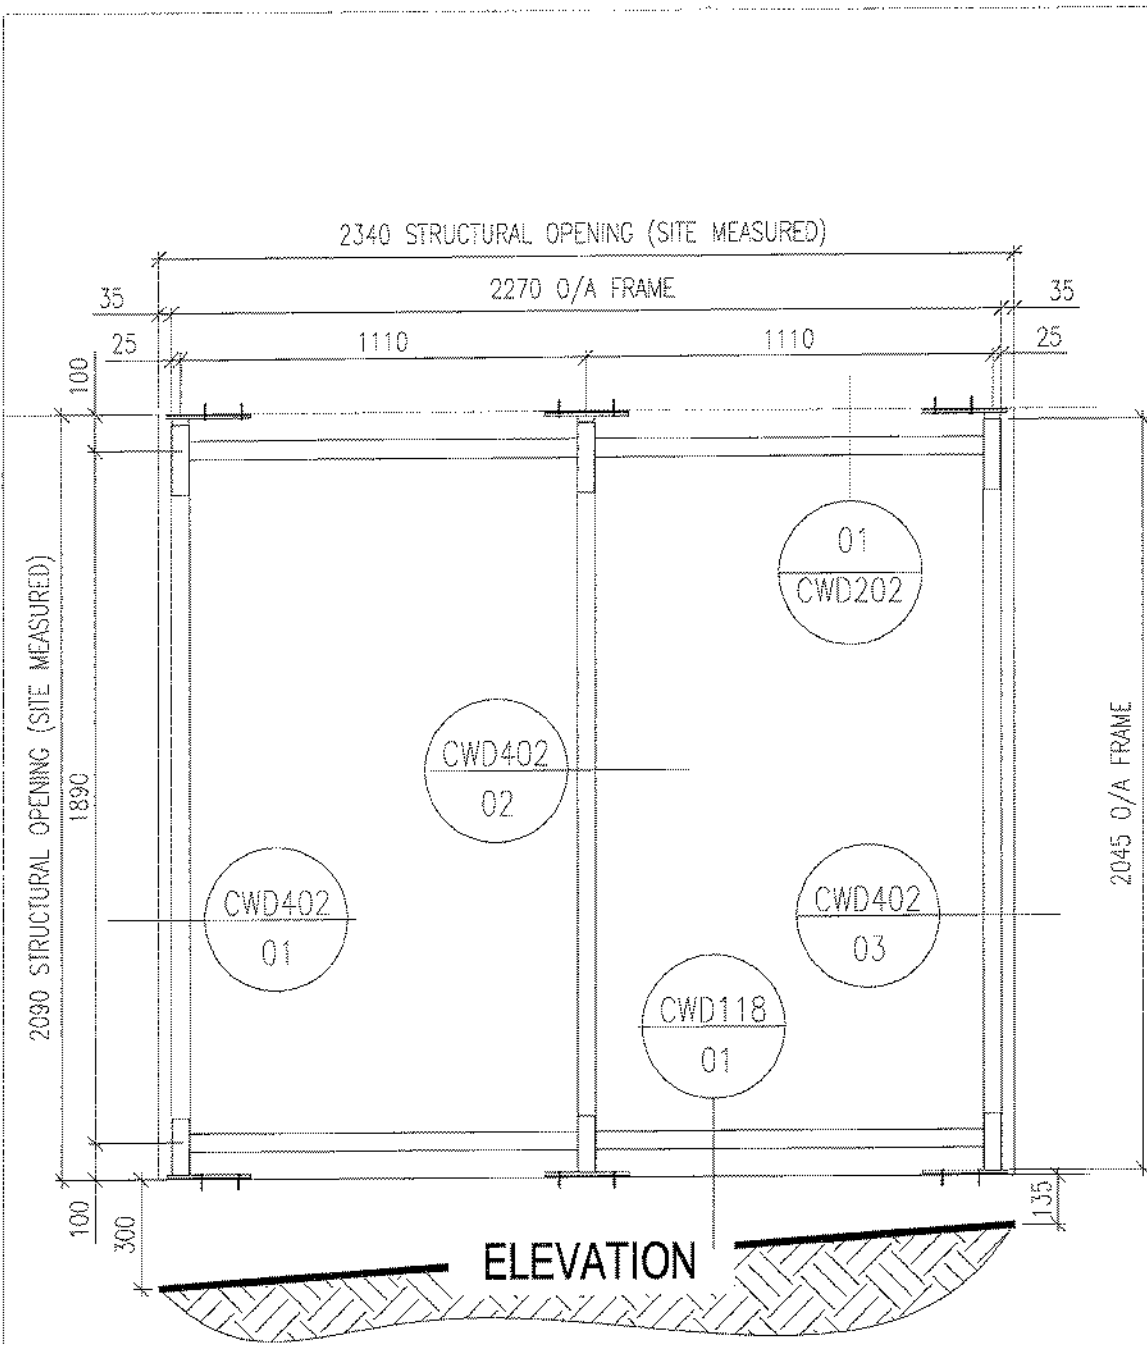 2340 STRUCTURAL OPENING (SITE MEASURED)
35
2270 O/A FRAME
35
25
1110
1110
25
100
01
CWD202
2090 STRUCTURAL OPENING (SITE MEASURED)
1890
2045 O/A FRAME
CWD402
02
CWD402
01
CWD402
03
CWD118
01
100
300
135
ELEVATION